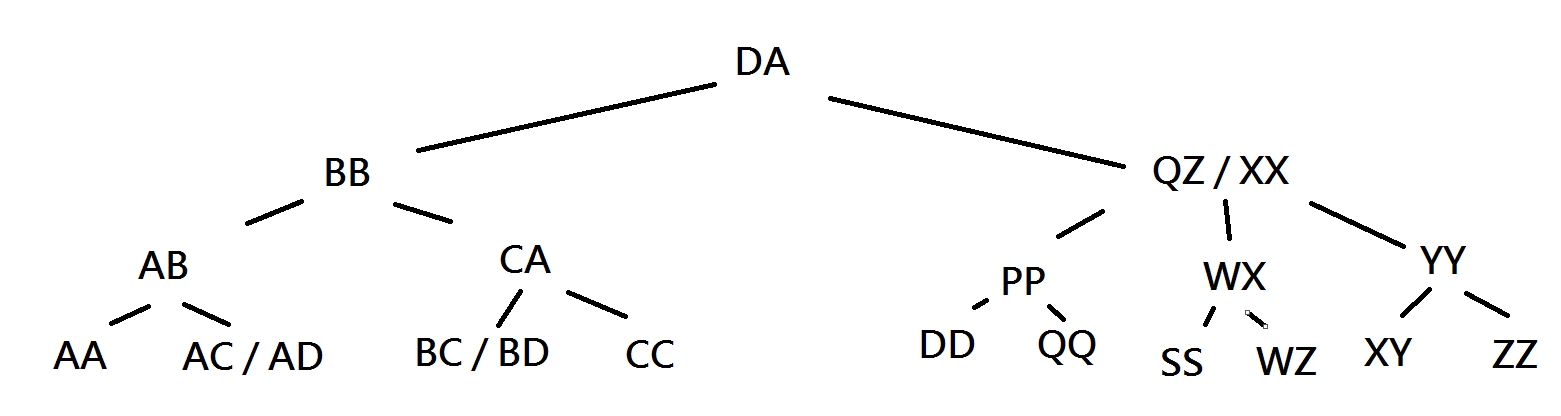 DA
BB
QZ / XX
AB
CA
PP
WX
YY
AA
AC / AD
BC / BD
CC
DD
QQ
SS
WZ
XY
ZZ